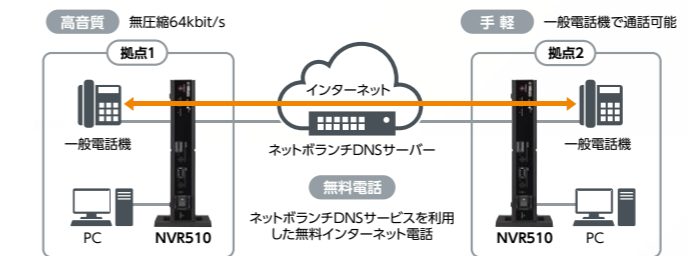 高音質 無圧縮64kbit/s
手軽 一般電話機で通話可能
拠点1
拠点2
インターネット
一般電話機
ネットボランチDNSサーバー
一般電話機
無料電話
ネットボランチDNSサービスを利用
した無料インターネット電話
PC
NVR510
NVR510
PC